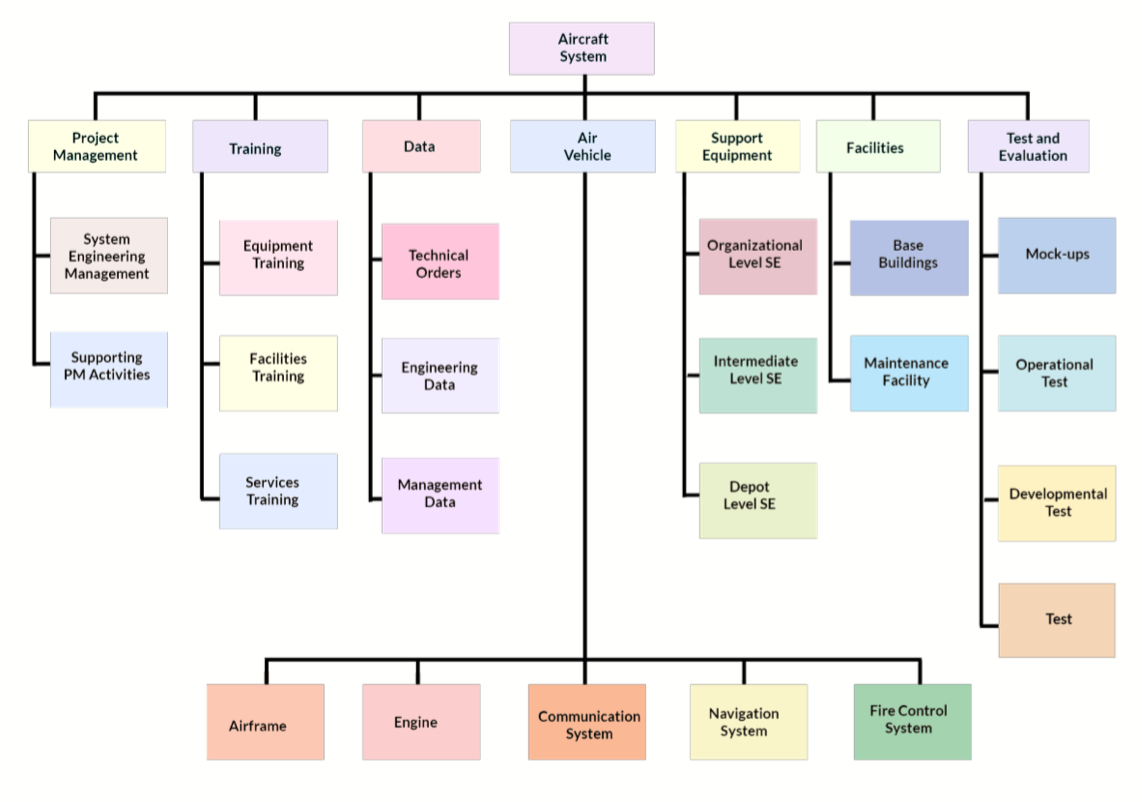 Aircraft
System
Project
Management
Training
Data
Air
Vehicle
Support
Equipment
Facilities
Test and
Evaluation
System
Engineering
Management
Supporting
PM Activities
Equipment
Training
Facilities
Training
Services
Training
Technical
Orders
Engineering
Data
Management
Data
Organizational
Level SE
Intermediate
Level SE
Depot
Level SE
Base
Buildings
Maintenance
Facility
Mock-ups
Operational
Test
Developmental
Test
Test
Airframe
Engine
Communication
System
Navigation
System
Fire Control
System